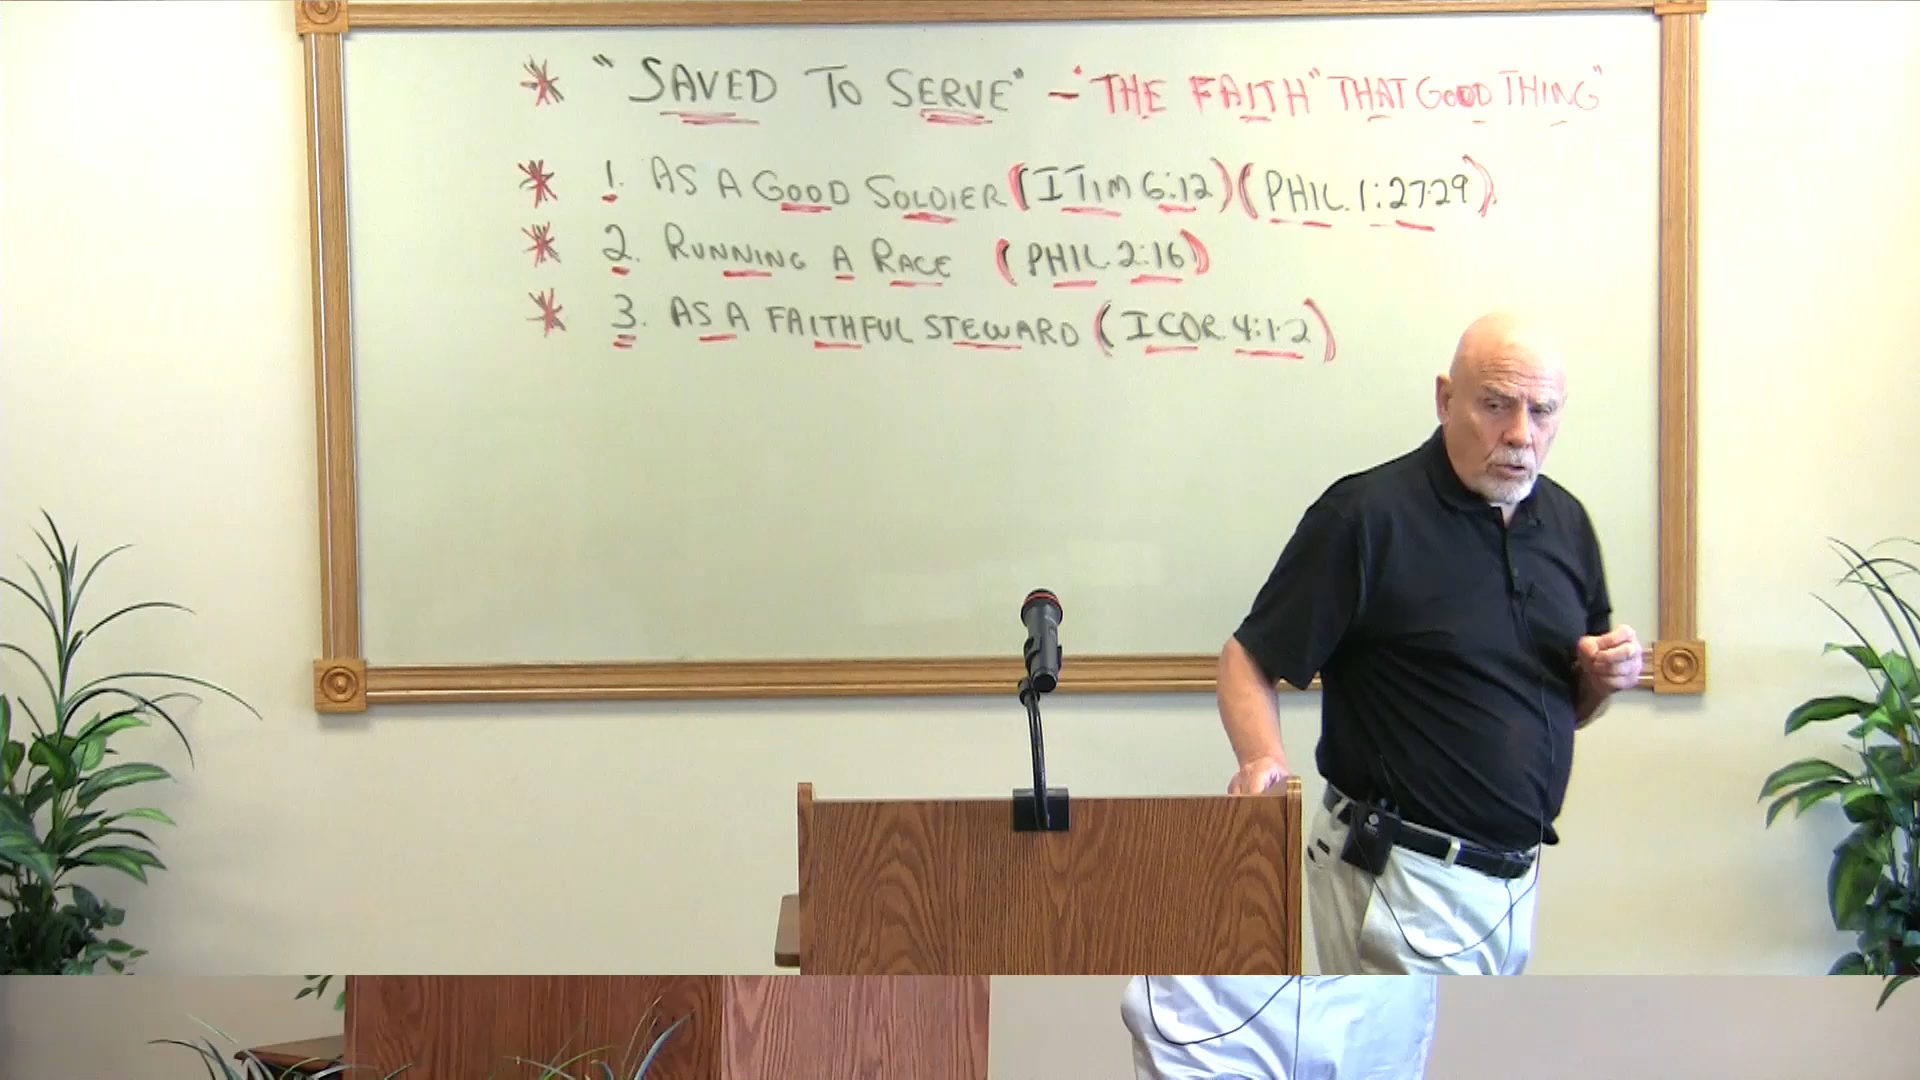 * "SAVED TO SERVE" - "THE FAITH" THAT GOOD THING"
* 1. AS A GOOD SOLDIER (I TIM 6:12) (PHIL. 1:27-29)
* 2. RUNNING A RACE (PHIL 2:16)
* 3. AS A FAITHFUL STEWARD (I COR. 4:1-2)